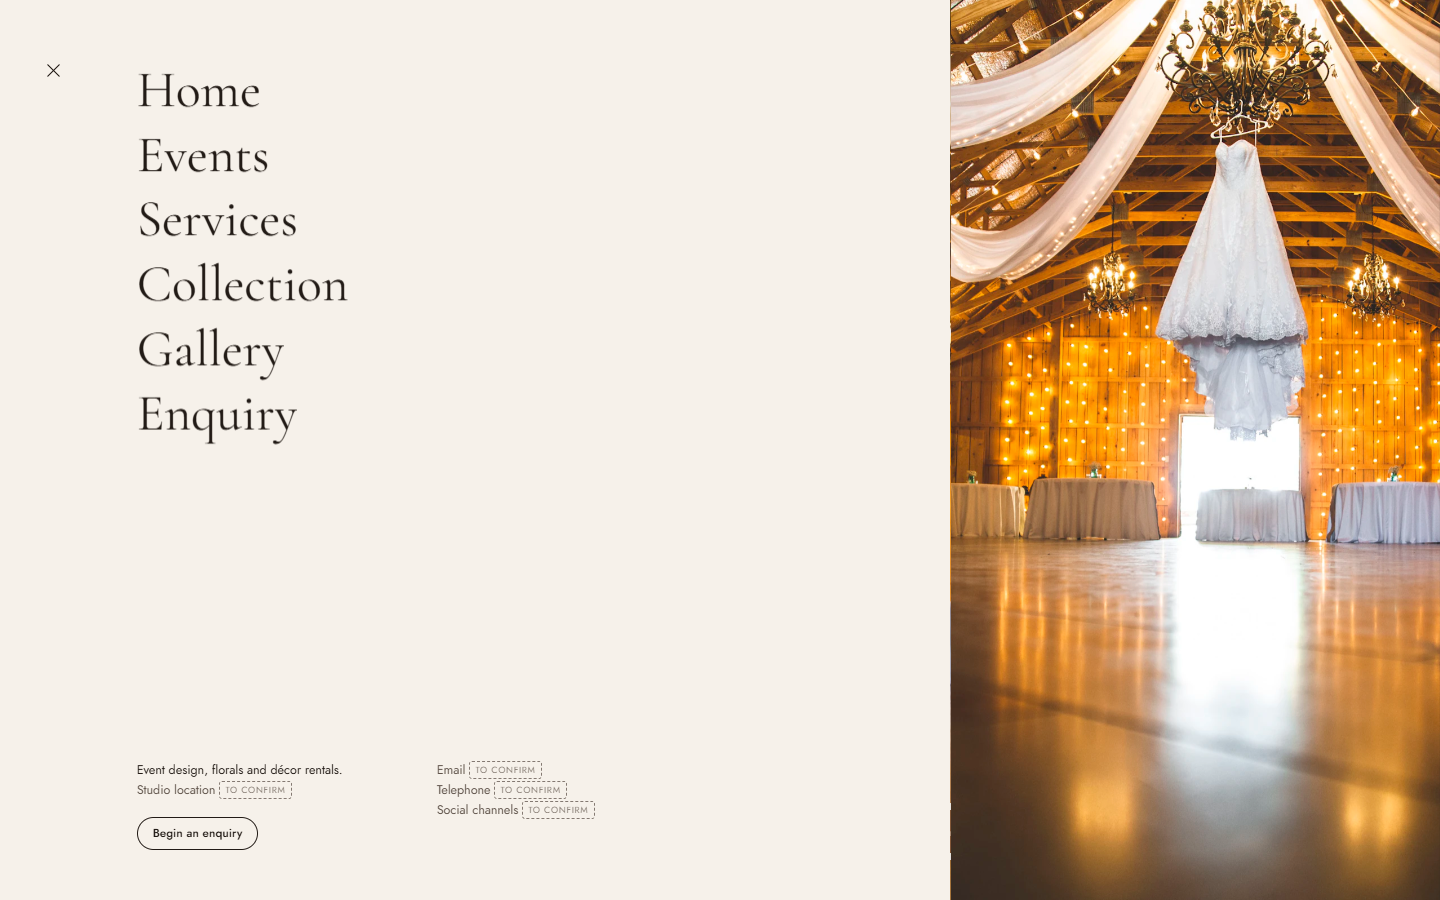 Home
Events
Services
Collection
Gallery
Enquiry
Event design, florals and décor rentals.
Studio location TO CONFIRM
Begin an enquiry
Email TO CONFIRM
Telephone TO CONFIRM
Social channels TO CONFIRM